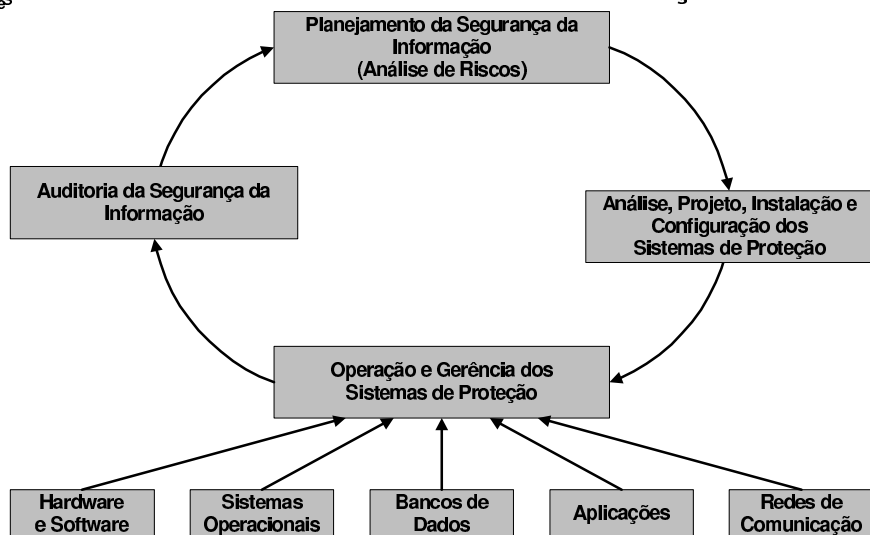 Planejamento da Segurança da
Informação
(Análise de Riscos)
Auditoria da Segurança da
Informação
Análise, Projeto, Instalação e
Configuração dos
Sistemas de Proteção
Operação e Gerência dos
Sistemas de Proteção
Hardware
e Software
Sistemas
Operacionais
Bancos de
Dados
Aplicações
Redes de
Comunicação